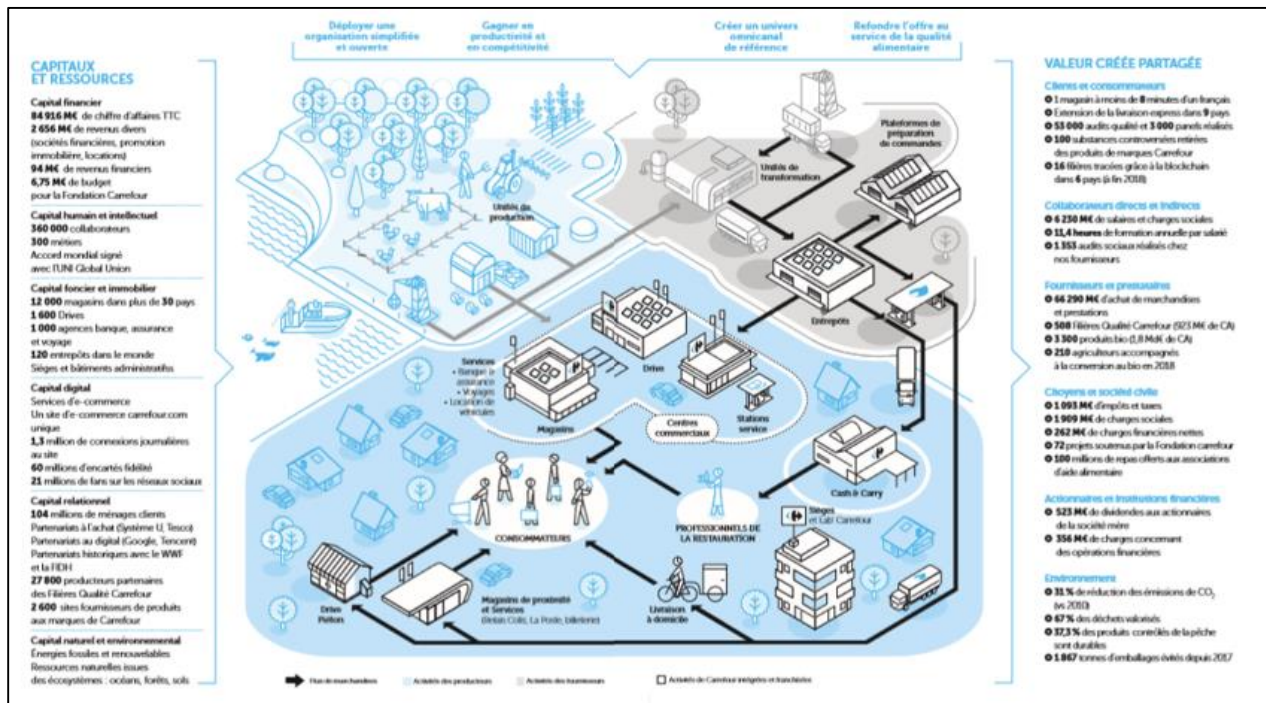 Déployer une
organisation simplifiée
et ouverte
Gagner en
productivité et
en compétitivité
Créer un univers
omnicanal
de référence
Refondre l'offre au
service de la qualité
alimentaire
CAPITAUX
ET RESSOURCES
Capital financier
84 916 M€ de chiffre d'affaires TTC
2 656 M€ de revenus divers
(sociétés financières, promotion
immobilière, locations)
94 M€ de revenus financiers
6,75 M€ de budget
pour la Fondation Carrefour
Capital humain et intellectuel
360 000 collaborateurs
300 métiers
Accord mondial signé
avec l'UNI Global Union
Capital foncier et immobilier
12 000 magasins dans plus de 30 pays
1 600 Drives
1 000 agences banque, assurance
et voyage
120 entrepôts dans le monde
Sièges et bâtiments administratifs
Capital digital
Services d'e-commerce
Un site d'e-commerce carrefour.com
unique
1,3 million de connexions journalières
au site
60 millions d'encartés fidélité
21 millions de fans sur les réseaux sociaux
Capital relationnel
104 millions de ménages clients
Partenariats à l'achat (Système U, Tesco)
Partenariats au digital (Google, Tencent)
Partenariats historiques avec le WWF
et la FIDH
27 800 producteurs partenaires
des Filières Qualité Carrefour
2 600 sites fournisseurs de produits
aux marques de Carrefour
Capital naturel et environnemental
Énergies fossiles et renouvelables
Ressources naturelles issues
des écosystèmes : océans, forêts, sols
Unités de
production
Unités de
transformation
Plateformes de
préparation
de commandes
Entrepôts
Services
• Banque &
assurance
• Voyages
• Location de
véhicules
Magasins
Drive
Stations
service
Centres
commerciaux
Cash & Carry
CONSOMMATEURS
PROFESSIONNELS DE
LA RESTAURATION
Sièges
et Lab' Carrefour
Drive
Piéton
Magasins de proximité
et Services
(Relais Colis, La Poste, billetterie)
Livraison
à domicile
Flux de marchandises
Activités des producteurs
Activités des fournisseurs
Activités de Carrefour intégrées et franchisées
VALEUR CRÉÉE PARTAGÉE
Clients et consommateurs
1 magasin à moins de 8 minutes d'un français
Extension de la livraison express dans 9 pays
53 000 audits qualité et 3 000 panels réalisés
100 substances controversées retirées
des produits de marques Carrefour
16 filières tracées grâce à la blockchain
dans 6 pays (à fin 2018)
Collaborateurs directs et indirects
6 230 M€ de salaires et charges sociales
11,4 heures de formation annuelle par salarié
1 353 audits sociaux réalisés chez
nos fournisseurs
Fournisseurs et prestataires
66 290 M€ d'achat de marchandises
et prestations
508 Filières Qualité Carrefour (923 M€ de CA)
3 300 produits bio (1,8 Md€ de CA)
210 agriculteurs accompagnés
à la conversion au bio en 2018
Citoyens et société civile
1 093 M€ d'impôts et taxes
1 909 M€ de charges sociales
262 M€ de charges financières nettes
72 projets soutenus par la Fondation carrefour
100 millions de repas offerts aux associations
d'aide alimentaire
Actionnaires et institutions financières
523 M€ de dividendes aux actionnaires
de la société mère
356 M€ de charges concernant
des opérations financières
Environnement
31 % de réduction des émissions de CO₂
(vs 2010)
67 % des déchets valorisés
37,3 % des produits contrôlés de la pêche
sont durables
1 867 tonnes d'emballages évités depuis 2017